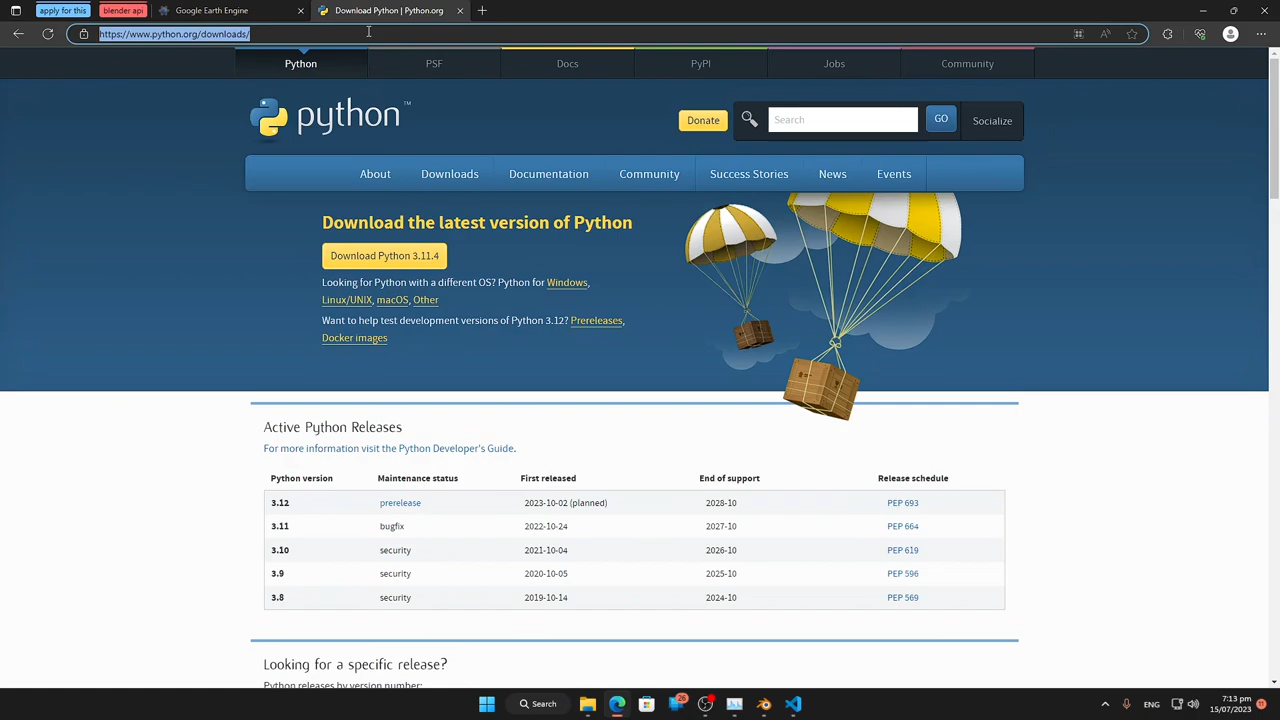 apply for this
blender api
Google Earth Engine
Download Python | Python.org
https://www.python.org/downloads/
Python
PSF
Docs
PyPI
Jobs
Community
python™
Donate
Search
GO
Socialize
About
Downloads
Documentation
Community
Success Stories
News
Events
Download the latest version of Python
Download Python 3.11.4
Looking for Python with a different OS? Python for Windows,
Linux/UNIX, macOS, Other
Want to help test development versions of Python 3.12? Prereleases,
Docker images
Active Python Releases
For more information visit the Python Developer's Guide.
Python version Maintenance status First released End of support Release schedule
3.12 prerelease 2023-10-02 (planned) 2028-10 PEP 693
3.11 bugfix 2022-10-24 2027-10 PEP 664
3.10 security 2021-10-04 2026-10 PEP 619
3.9 security 2020-10-05 2025-10 PEP 596
3.8 security 2019-10-14 2024-10 PEP 569
Looking for a specific release?
Python releases by version number:
Search
26
ENG
7:13 pm
15/07/2023